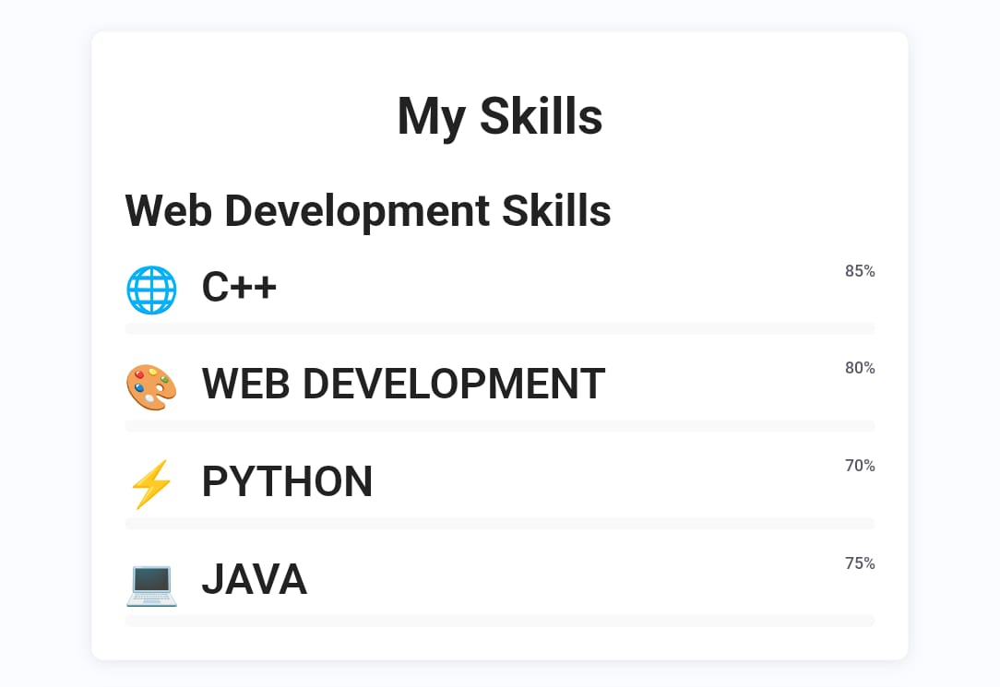 My Skills
Web Development Skills
C++ 85%
WEB DEVELOPMENT 80%
PYTHON 70%
JAVA 75%